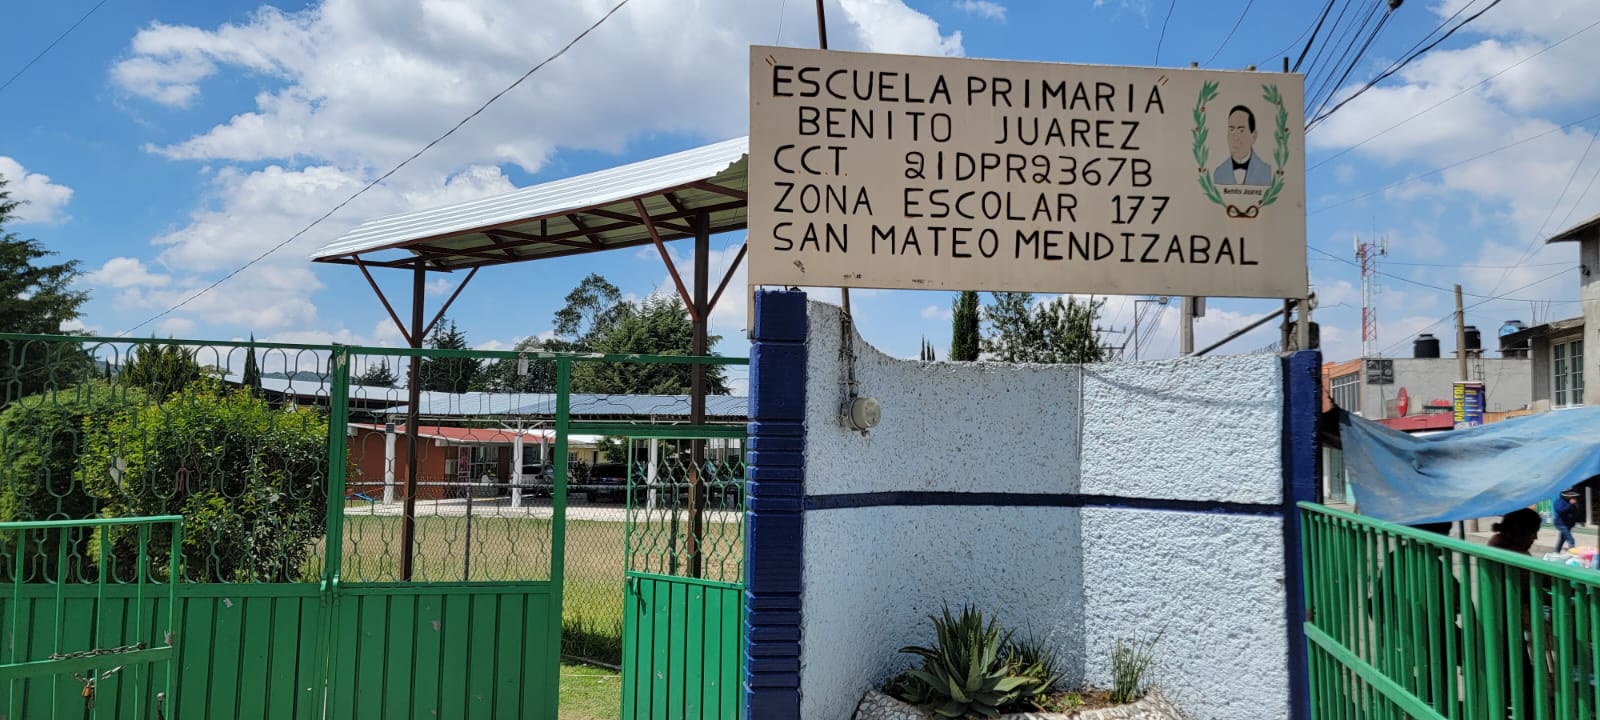 "ESCUELA PRIMARIA"
BENITO JUAREZ
C.C.T. 21DPR2367B
ZONA ESCOLAR 177
SAN MATEO MENDIZABAL
Benito Juarez